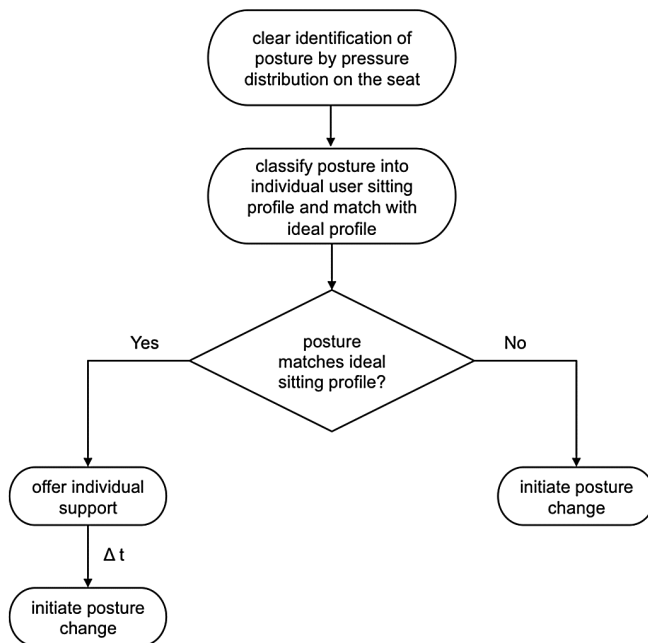 clear identification of
posture by pressure
distribution on the seat
classify posture into
individual user sitting
profile and match with
ideal profile
Yes
posture
matches ideal
sitting profile?
No
offer individual
support
initiate posture
change
Δ t
initiate posture
change